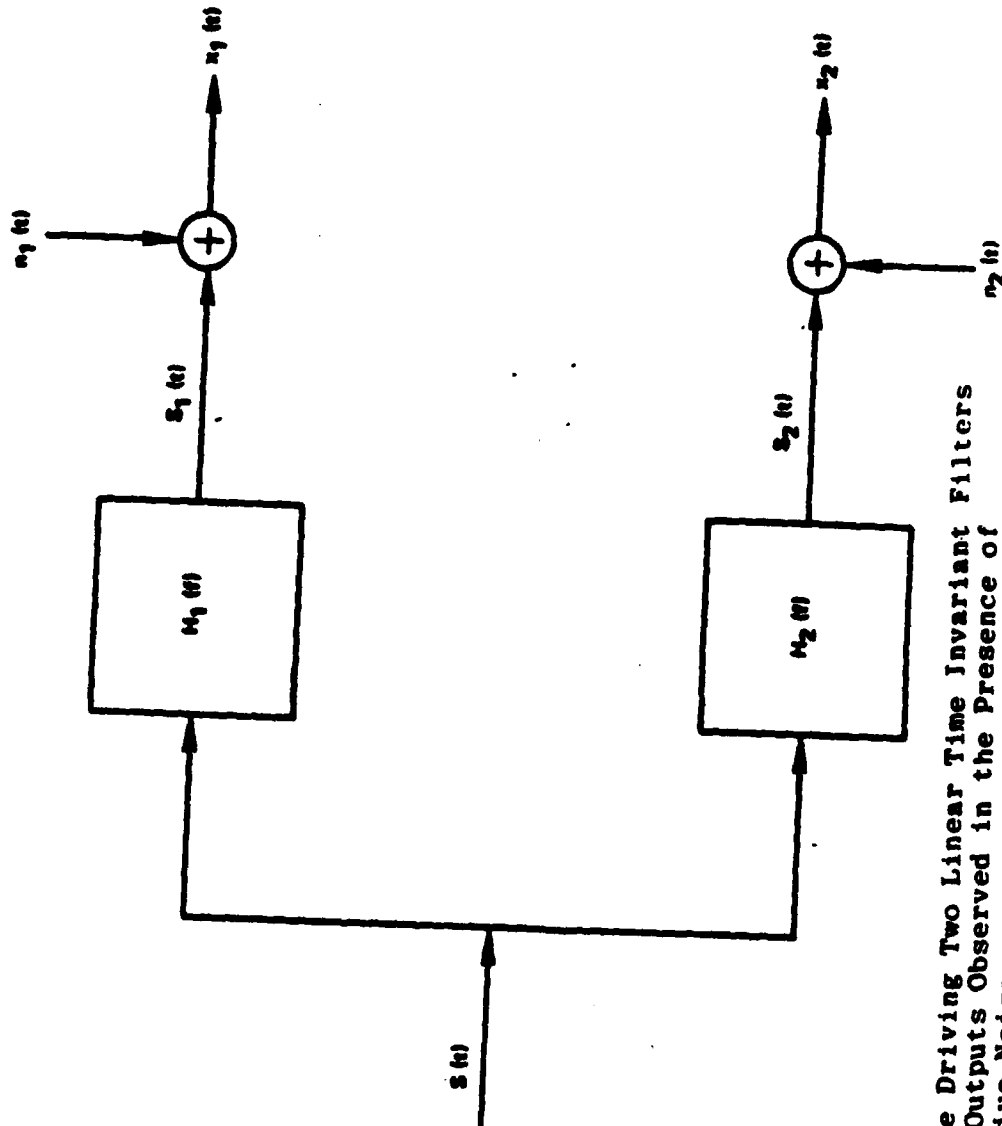 n₁(t)
S₁(t)
x₁(t)
H₁(f)
S(t)
H₂(f)
S₂(t)
x₂(t)
n₂(t)
e Driving Two Linear Time Invariant Filters
Outputs Observed in the Presence of